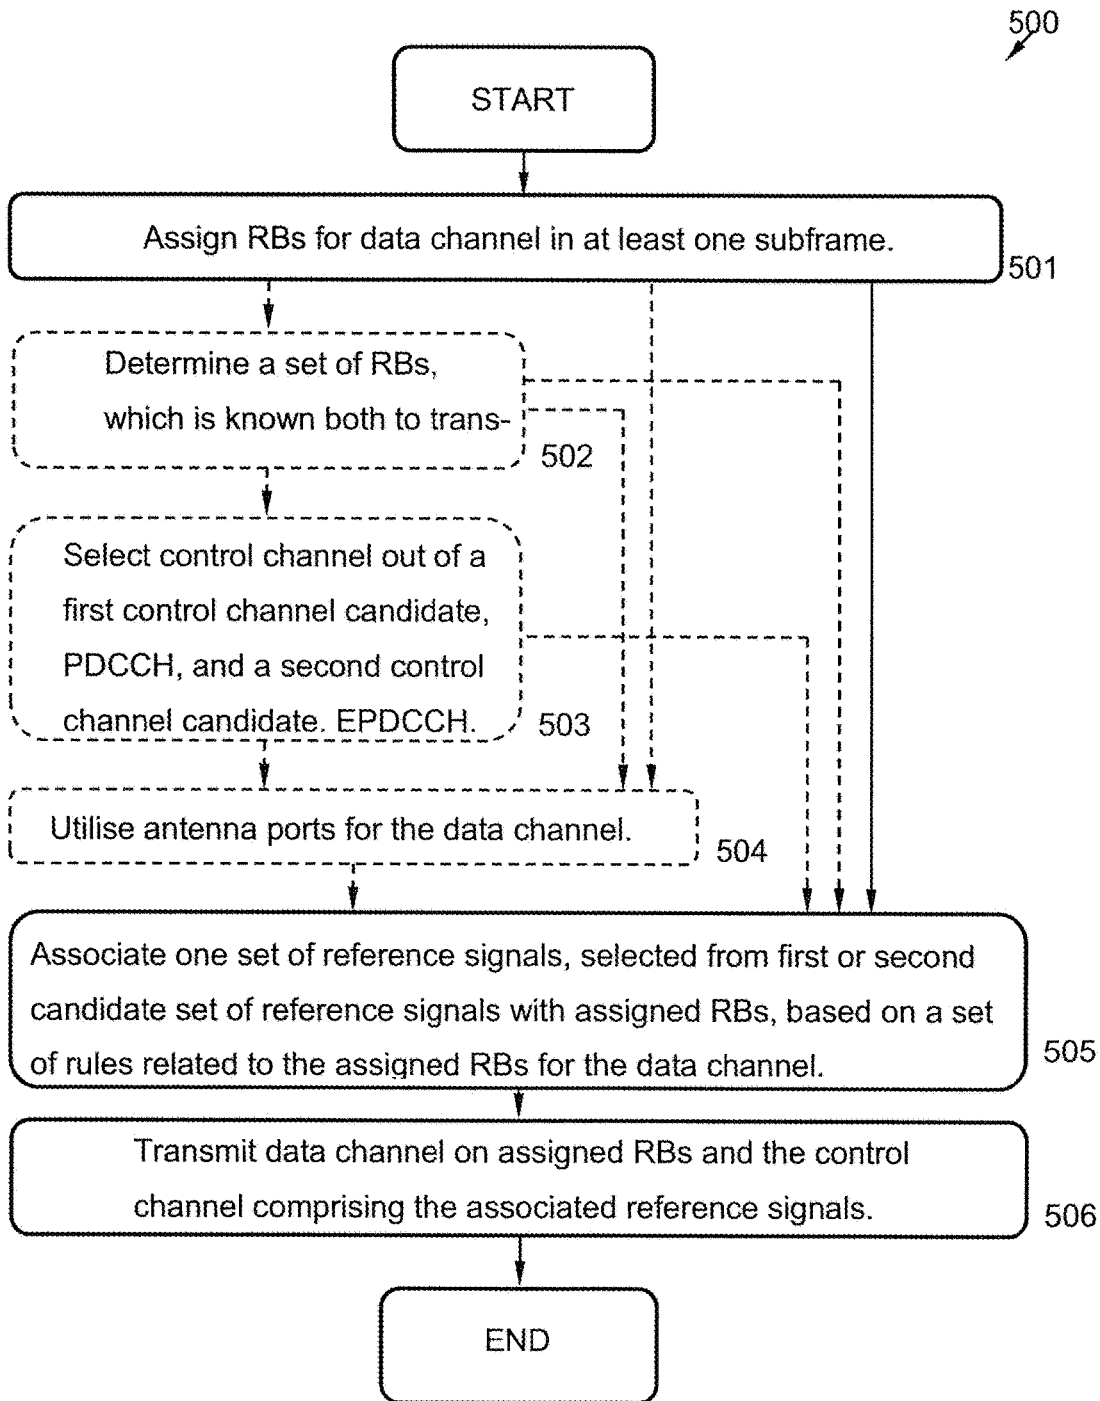 500
START
Assign RBs for data channel in at least one subframe.
501
Determine a set of RBs,
which is known both to trans-
502
Select control channel out of a
first control channel candidate,
PDCCH, and a second control
channel candidate. EPDCCH.
503
Utilise antenna ports for the data channel.
504
Associate one set of reference signals, selected from first or second
candidate set of reference signals with assigned RBs, based on a set
of rules related to the assigned RBs for the data channel.
505
Transmit data channel on assigned RBs and the control
channel comprising the associated reference signals.
506
END